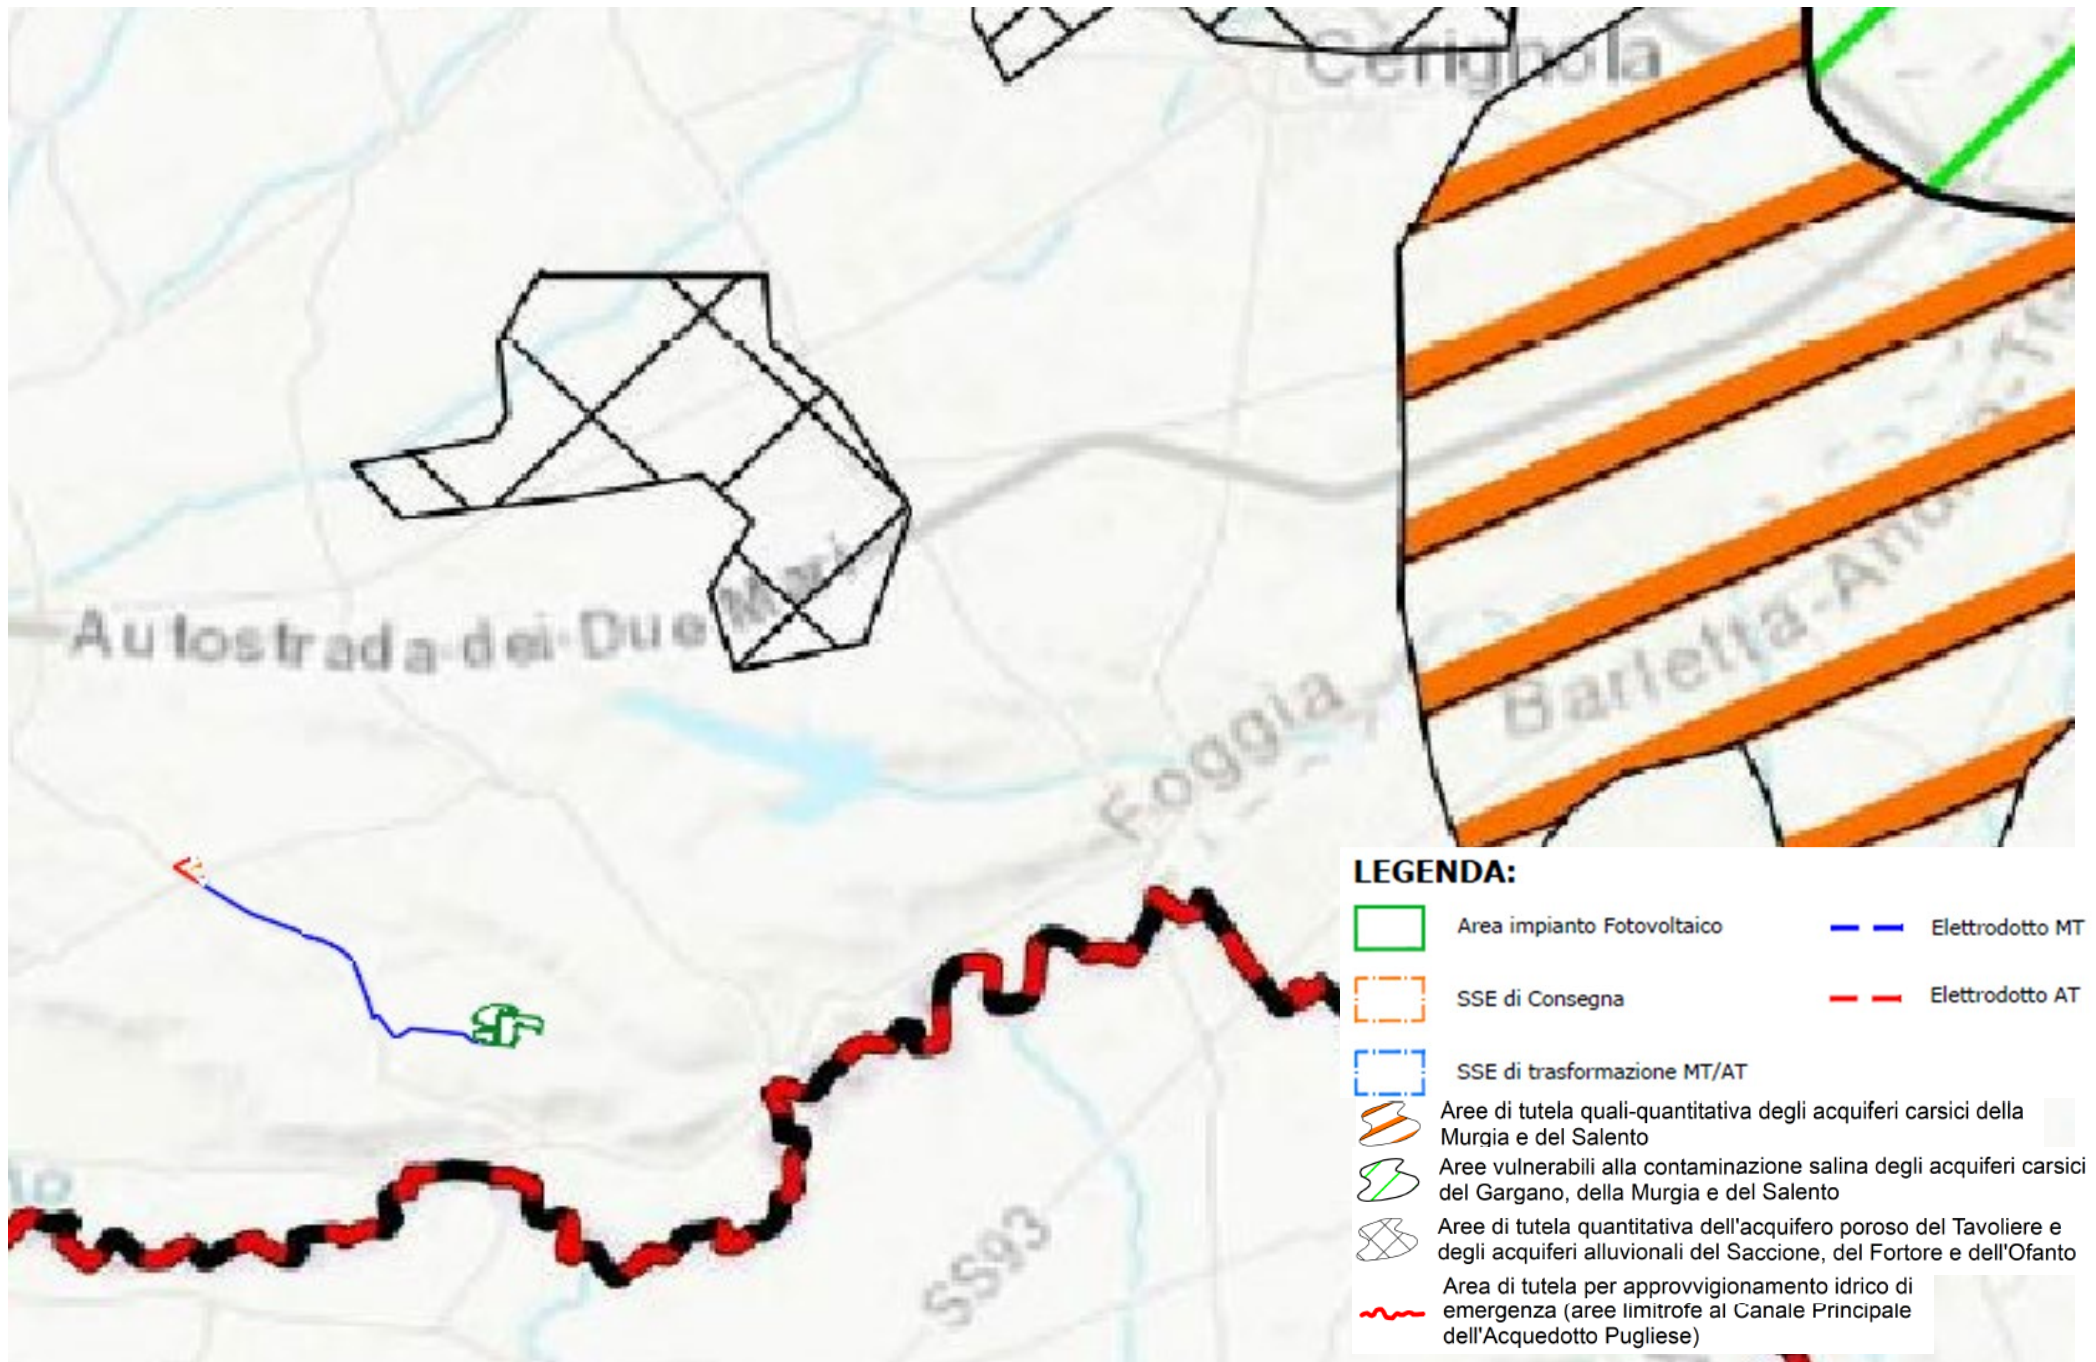 Cerignola
Autostrada dei Due Mari
Foggia
Barletta-Andria-Tra
SS93
LEGENDA:
Area impianto Fotovoltaico
Elettrodotto MT
SSE di Consegna
Elettrodotto AT
SSE di trasformazione MT/AT
Aree di tutela quali-quantitativa degli acquiferi carsici della
Murgia e del Salento
Aree vulnerabili alla contaminazione salina degli acquiferi carsici
del Gargano, della Murgia e del Salento
Aree di tutela quantitativa dell'acquifero poroso del Tavoliere e
degli acquiferi alluvionali del Saccione, del Fortore e dell'Ofanto
Area di tutela per approvvigionamento idrico di
emergenza (aree limitrofe al Canale Principale
dell'Acquedotto Pugliese)